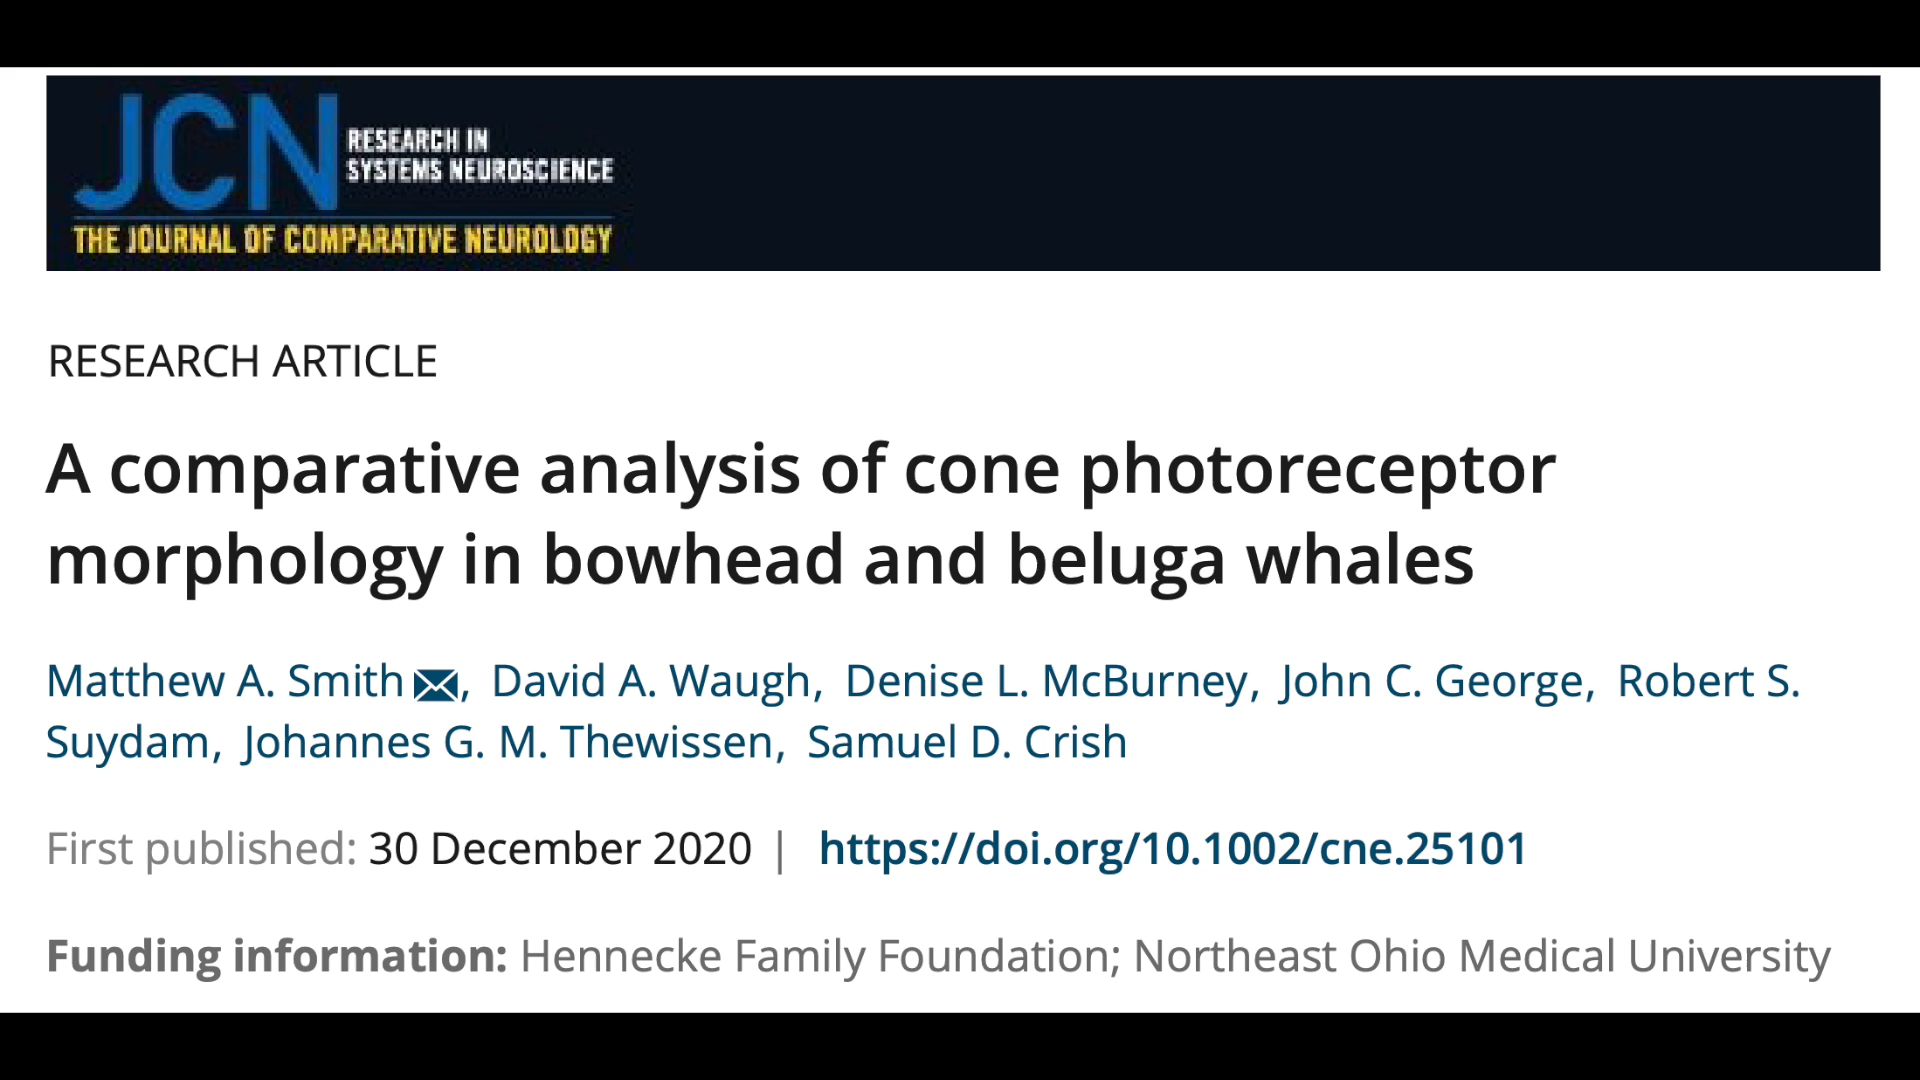 JCN RESEARCH IN
SYSTEMS NEUROSCIENCE
THE JOURNAL OF COMPARATIVE NEUROLOGY
RESEARCH ARTICLE
A comparative analysis of cone photoreceptor
morphology in bowhead and beluga whales
Matthew A. Smith, David A. Waugh, Denise L. McBurney, John C. George, Robert S.
Suydam, Johannes G. M. Thewissen, Samuel D. Crish
First published: 30 December 2020 | https://doi.org/10.1002/cne.25101
Funding information: Hennecke Family Foundation; Northeast Ohio Medical University